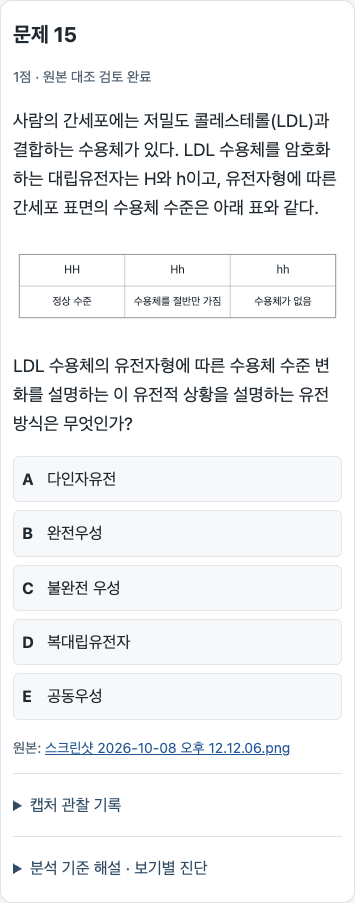 문제 15
1점 · 원본 대조 검토 완료
사람의 간세포에는 저밀도 콜레스테롤(LDL)과
결합하는 수용체가 있다. LDL 수용체를 암호화
하는 대립유전자는 H와 h이고, 유전자형에 따른
간세포 표면의 수용체 수준은 아래 표와 같다.
HH Hh hh
정상 수준 수용체를 절반만 가짐 수용체가 없음
LDL 수용체의 유전자형에 따른 수용체 수준 변
화를 설명하는 이 유전적 상황을 설명하는 유전
방식은 무엇인가?
A 다인자유전
B 완전우성
C 불완전 우성
D 복대립유전자
E 공동우성
원본: 스크린샷 2026-10-08 오후 12.12.06.png
▶ 캡처 관찰 기록
▶ 분석 기준 해설 · 보기별 진단